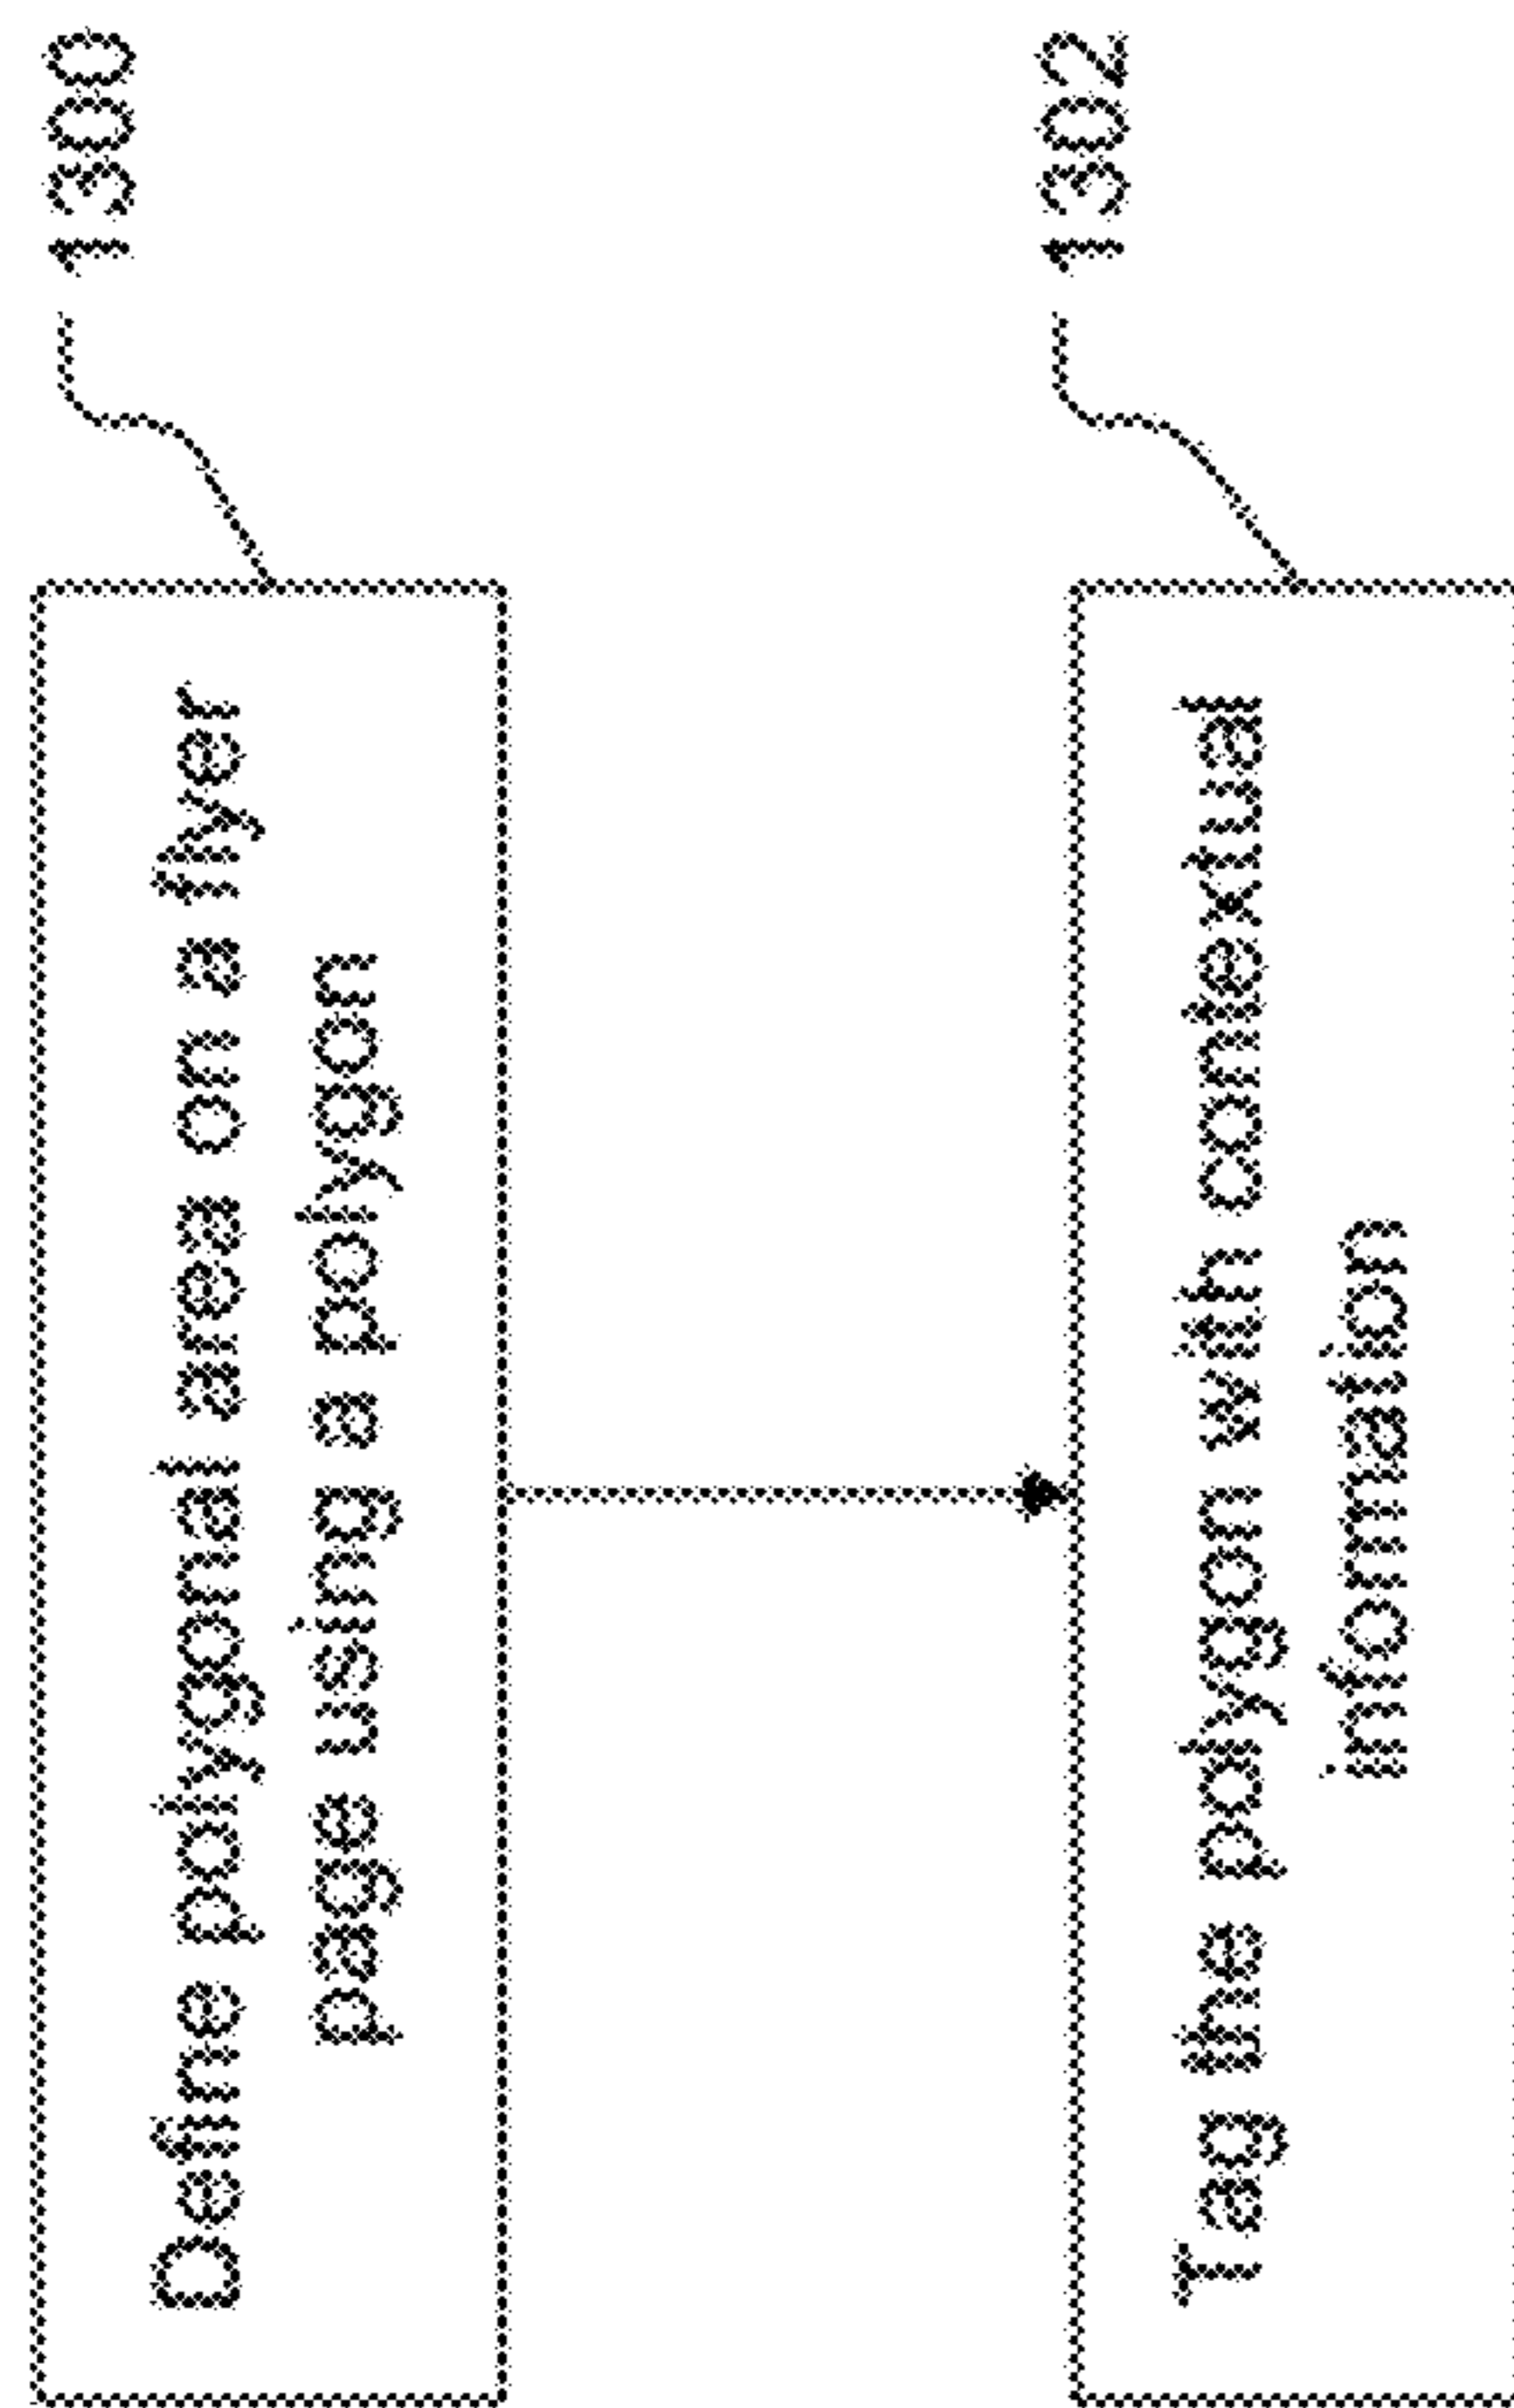 Define polygonal area on a flyer
page using a polygon
1300
Tag the polygon with contextual
information
1302